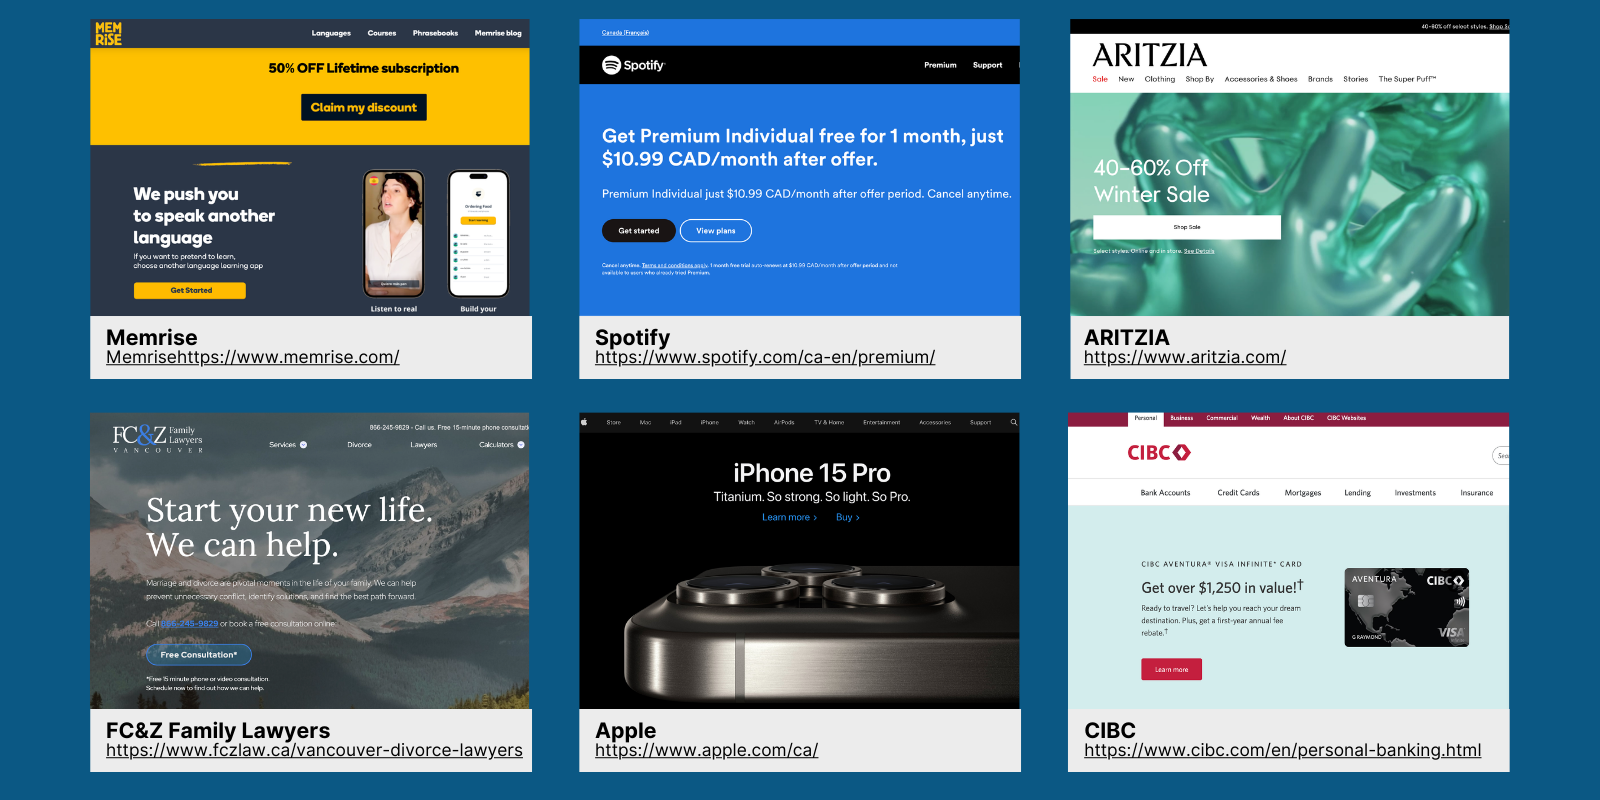 MEM
RiSE
Languages Courses Phrasebooks Memrise blog
50% OFF Lifetime subscription
Claim my discount
We push you
to speak another
language
If you want to pretend to learn,
choose another language learning app
Get Started
Ordering Food
Listen to real
Build your
Memrise
Memrisehttps://www.memrise.com/
Canada (Français)
Spotify
Premium Support
Get Premium Individual free for 1 month, just
$10.99 CAD/month after offer.
Premium Individual just $10.99 CAD/month after offer period. Cancel anytime.
Get started View plans
Cancel anytime. Terms and conditions apply. 1 month free trial auto-renews at $10.99 CAD/month after offer period and not
available to users who already tried Premium.
Spotify
https://www.spotify.com/ca-en/premium/
40-60% off select styles. Shop
ARITZIA
Sale New Clothing Shop By Accessories & Shoes Brands Stories The Super Puff™
40–60% Off
Winter Sale
Shop Sale
Select styles. Online and in store. See Details
ARITZIA
https://www.aritzia.com/
866-245-9829 - Call us. Free 15-minute phone
FC&Z Family
Lawyers
VANCOUVER
Services Divorce Lawyers Calculators
Start your new life.
We can help.
Marriage and divorce are pivotal moments in the life of your family. We can help
prevent unnecessary conflict, identify solutions, and find the best path forward.
Call 866-245-9829 or book a free consultation online.
Free Consultation*
*Free 15 minute phone or video consultation.
Schedule now to find out how we can help.
FC&Z Family Lawyers
https://www.fczlaw.ca/vancouver-divorce-lawyers
Store Mac iPad iPhone Watch AirPods TV & Home Entertainment Accessories Support
iPhone 15 Pro
Titanium. So strong. So light. So Pro.
Learn more > Buy >
Apple
https://www.apple.com/ca/
Personal Business Commercial Wealth About CIBC CIBC Websites
CIBC
Sea
Bank Accounts Credit Cards Mortgages Lending Investments Insurance
CIBC AVENTURA® VISA INFINITE* CARD
Get over $1,250 in value!†
Ready to travel? Let's help you reach your dream
destination. Plus, get a first-year annual fee
rebate.†
Learn more
AVENTURA CIBC
G RAYMOND
VISA
CIBC
https://www.cibc.com/en/personal-banking.html